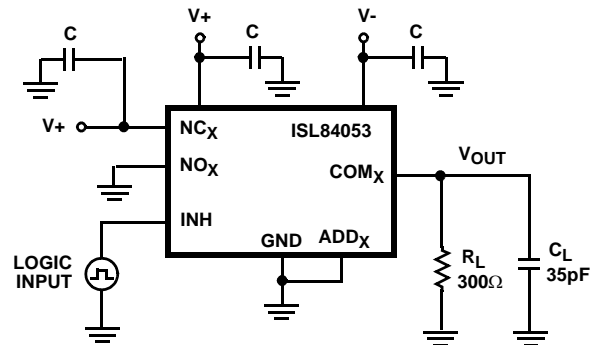 V+
V-
C
C
C
V+
NCX
ISL84053
NOX
COMX
VOUT
INH
GND
ADDX
LOGIC
INPUT
RL
300Ω
CL
35pF